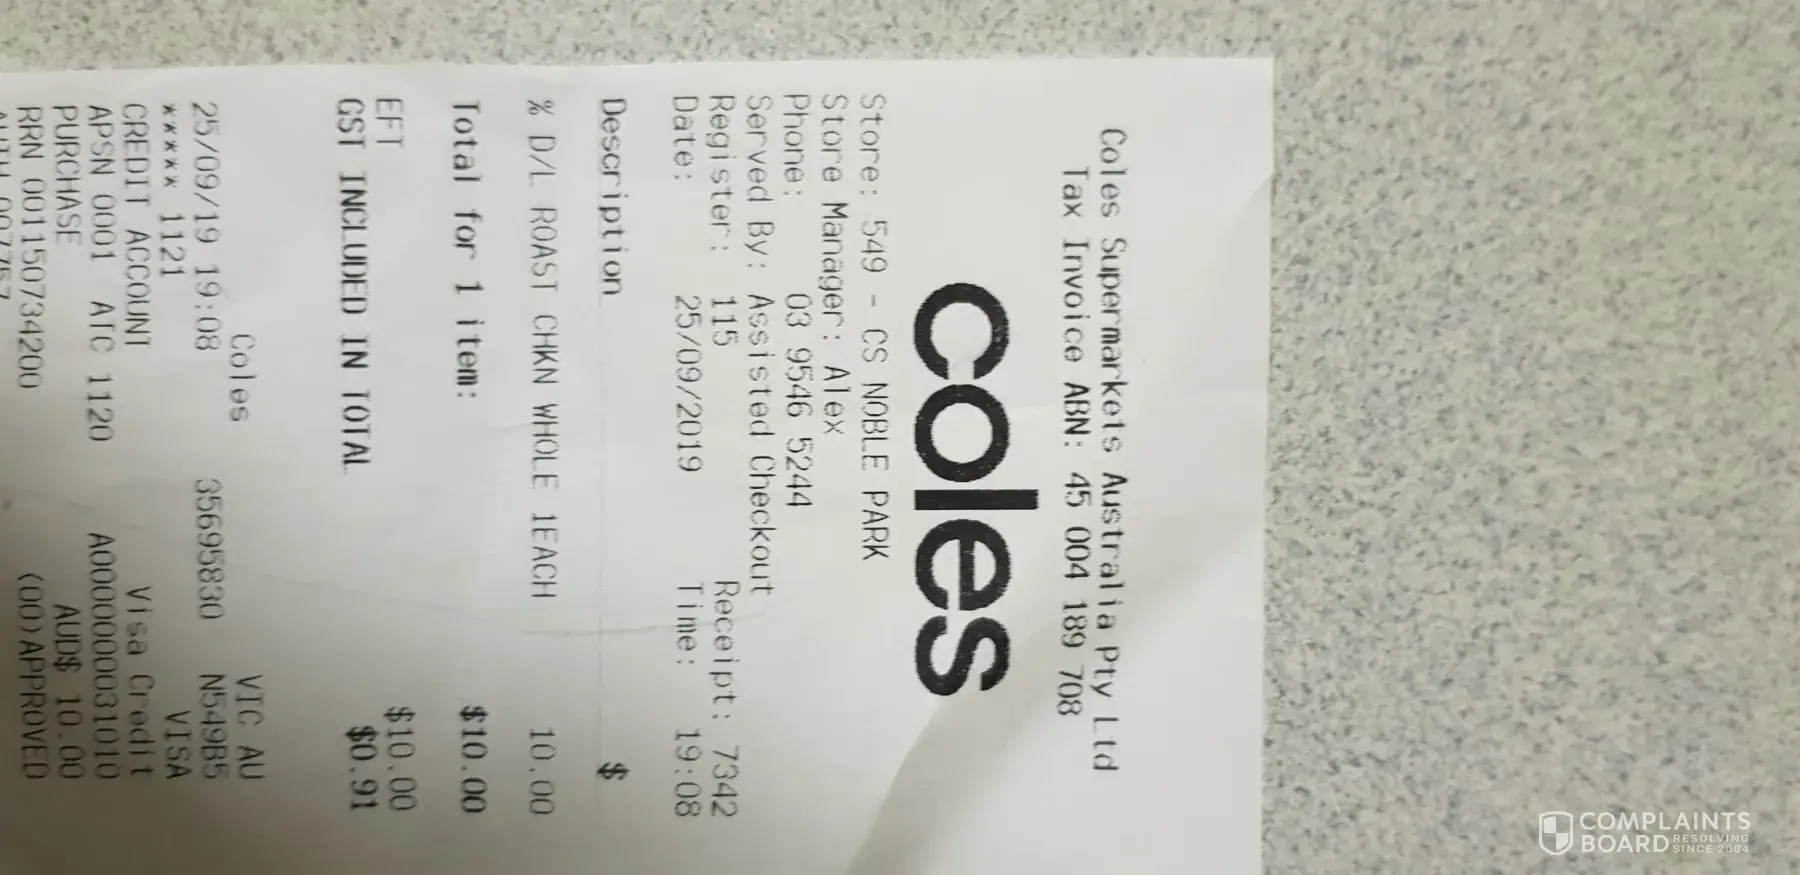 Coles Supermarkets Australia Pty Ltd
Tax Invoice ABN: 45 004 189 708
coles
Store: 549 - CS NOBLE PARK
Store Manager: Alex
Phone: 03 9546 5244
Served By: Assisted Checkout
Register: 115 Receipt: 7342
Date: 25/09/2019 Time: 19:08
Description $
% D/L ROAST CHKN WHOLE 1EACH 10.00
Total for 1 item: $10.00
EFT $10.00
GST INCLUDED IN TOTAL $0.91
Coles VIC AU
25/09/19 19:08 35695830 N549B5
***** 1121 VISA
CREDIT ACCOUNT Visa Credit
APSN 0001 ATC 1120 A0000000031010
PURCHASE AUD$ 10.00
RRN 001150734200 (00)APPROVED
COMPLAINTS
BOARD RESOLVING
SINCE 2004